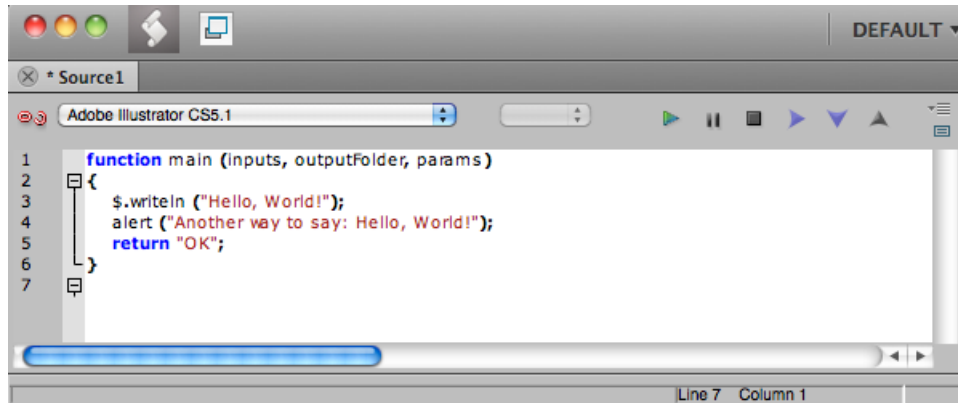 DEFAULT
* Source1
Adobe Illustrator CS5.1
1 function main (inputs, outputFolder, params)
2 {
3 $.writeln ("Hello, World!");
4 alert ("Another way to say: Hello, World!");
5 return "OK";
6 }
7
Line 7 Column 1